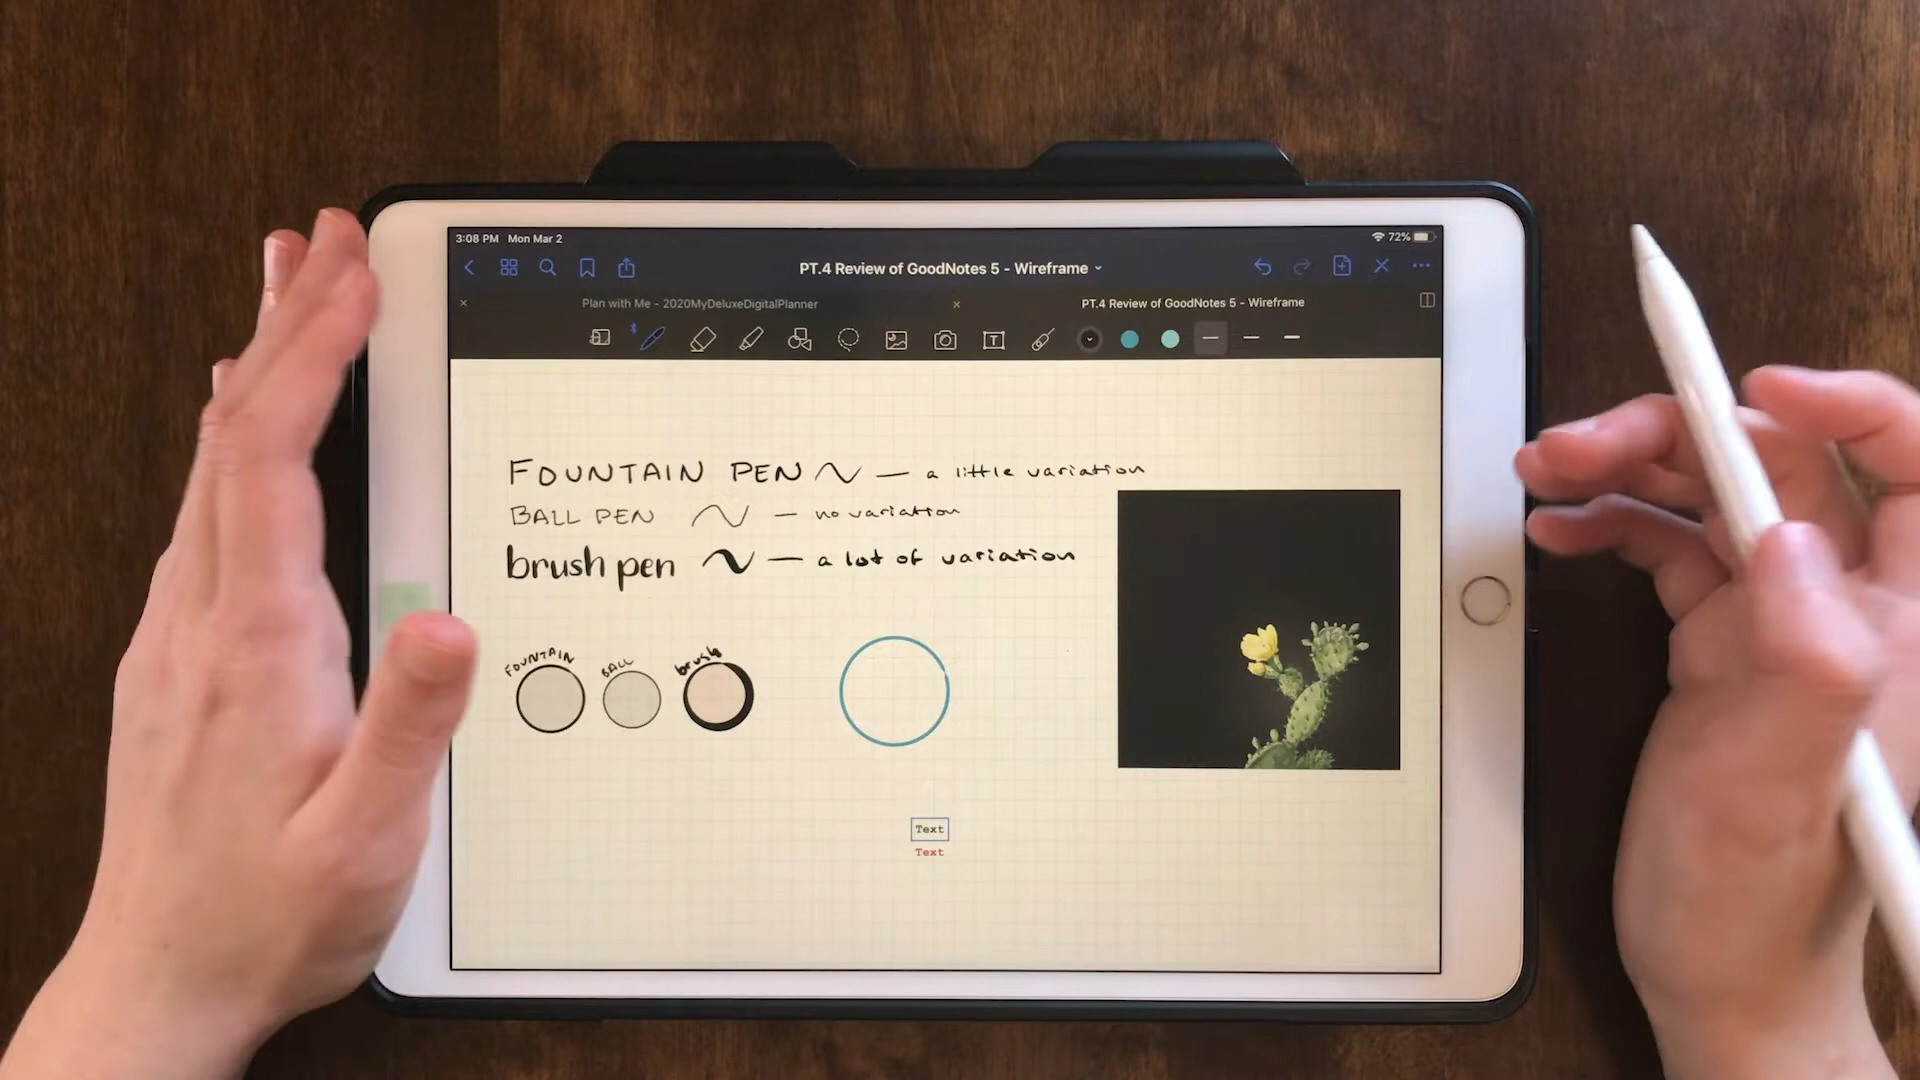 3:08 PM Mon Mar 2
72%
PT.4 Review of GoodNotes 5 - Wireframe
Plan with Me - 2020MyDeluxeDigitalPlanner
PT.4 Review of GoodNotes 5 - Wireframe
T
FOUNTAIN PEN — a little variation
BALL PEN — no variation
brush pen — a lot of variation
FOUNTAIN BALL brush
Text
Text